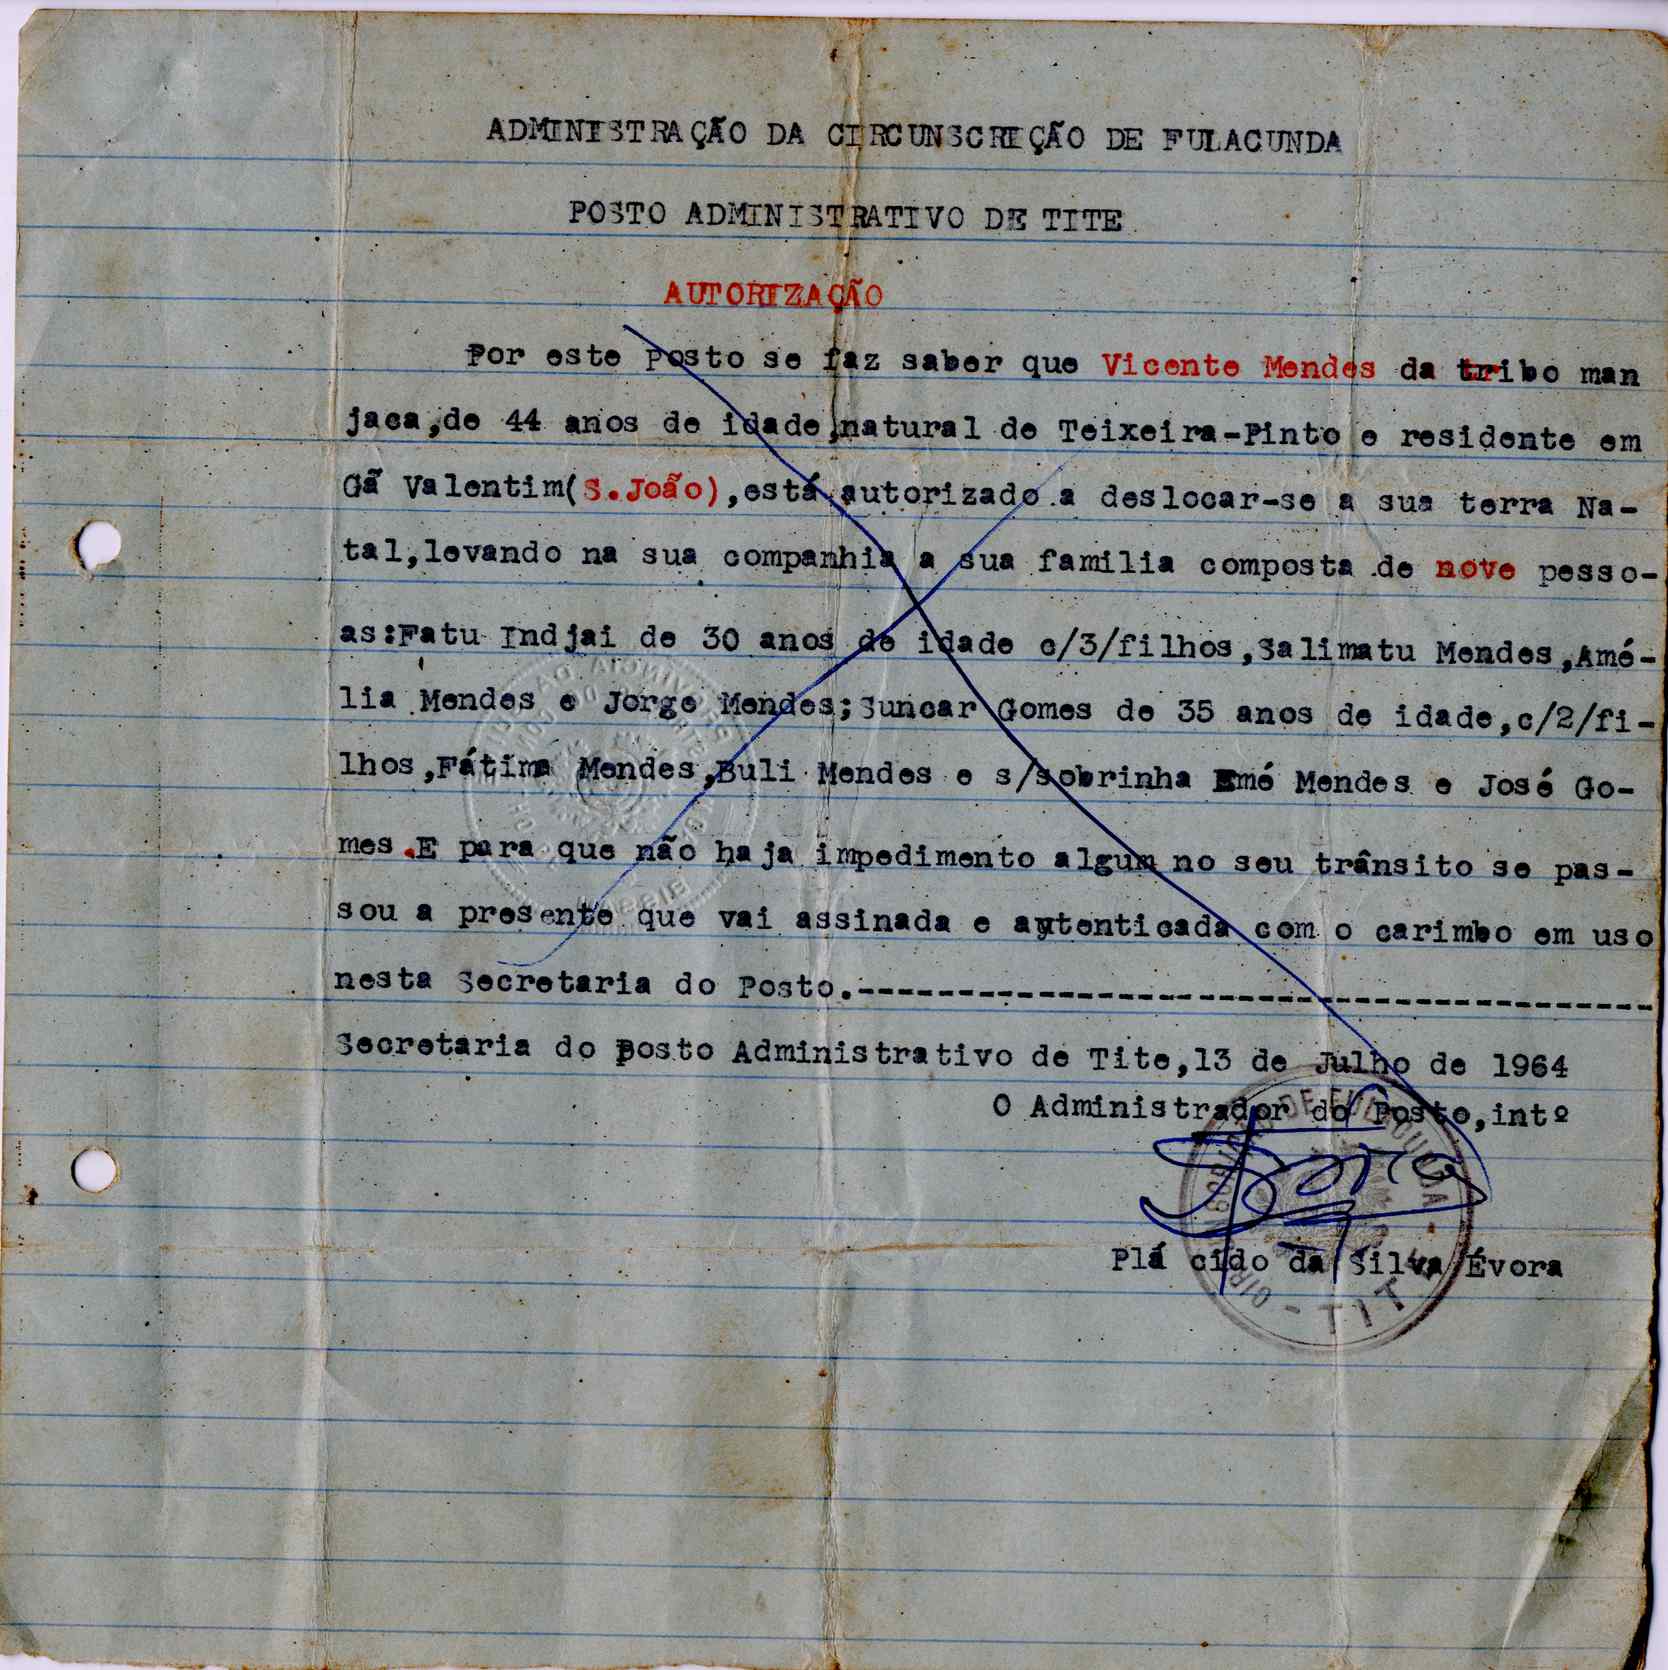 ADMINISTRAÇÃO DA CIRCUNSCRIÇÃO DE FULACUNDA
POSTO ADMINISTRATIVO DE TITE
AUTORIZAÇÃO
Por este posto se faz saber que Vicente Mendes da tribo man
jaca,de 44 anos de idade,natural de Teixeira-Pinto e residente em
Gã Valentim(S.João),está autorizado a deslocar-se a sua terra Na-
tal,levando na sua companhia a sua familia composta de nove pesso-
as:Fatu Indjai de 30 anos de idade c/3/filhos,Salimatu Mendes,Amé-
lia Mendes e Jorge Mendes;Suncar Gomes de 35 anos de idade,c/2/fi-
lhos,Fátima Mendes,Buli Mendes e s/sobrinha Emé Mendes e José Go-
mes.E para que não haja impedimento algum no seu trânsito se pas-
sou a presente que vai assinada e autenticada com o carimbo em uso
nesta Secretaria do Posto.----------------------------------------
Secretaria do posto Administrativo de Tite,13 de Julho de 1964
O Administrador do Posto,intº
Plá cido da Silva Évora
DE FULACUNDA
- TITE -